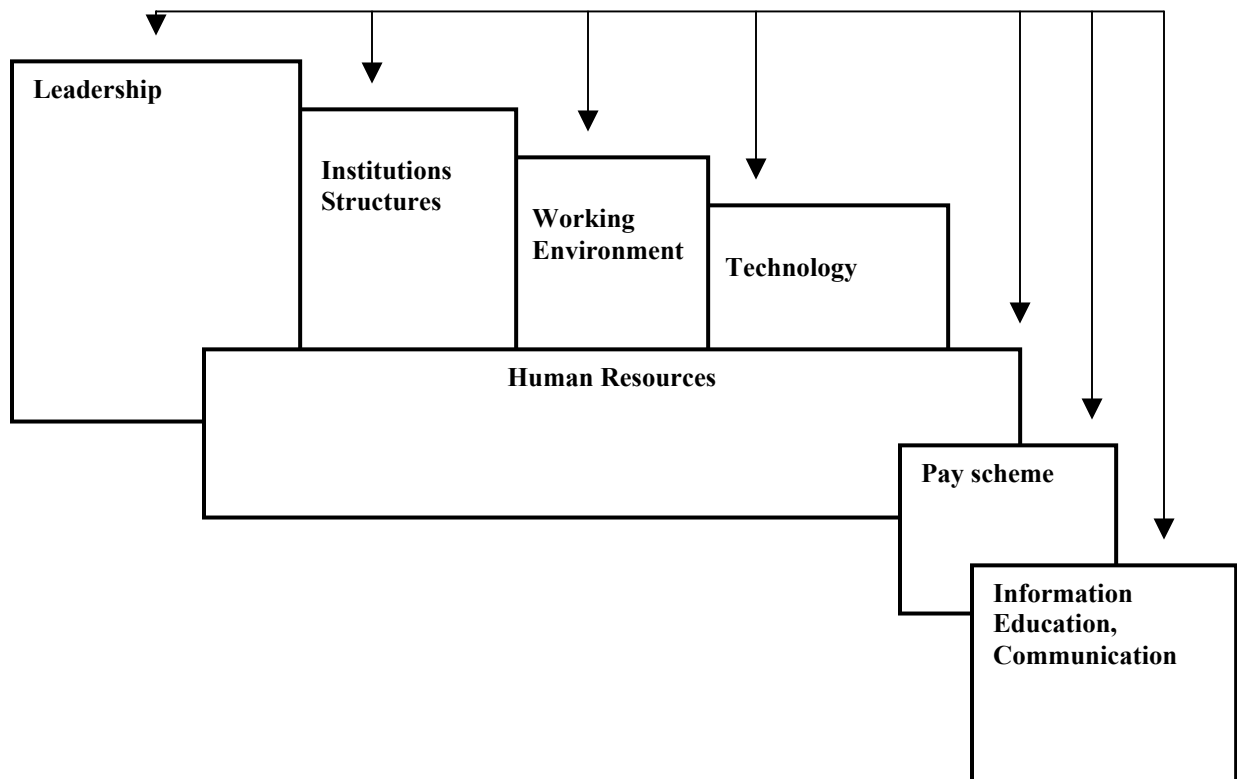 Leadership
Institutions
Structures
Working
Environment
Technology
Human Resources
Pay scheme
Information
Education,
Communication